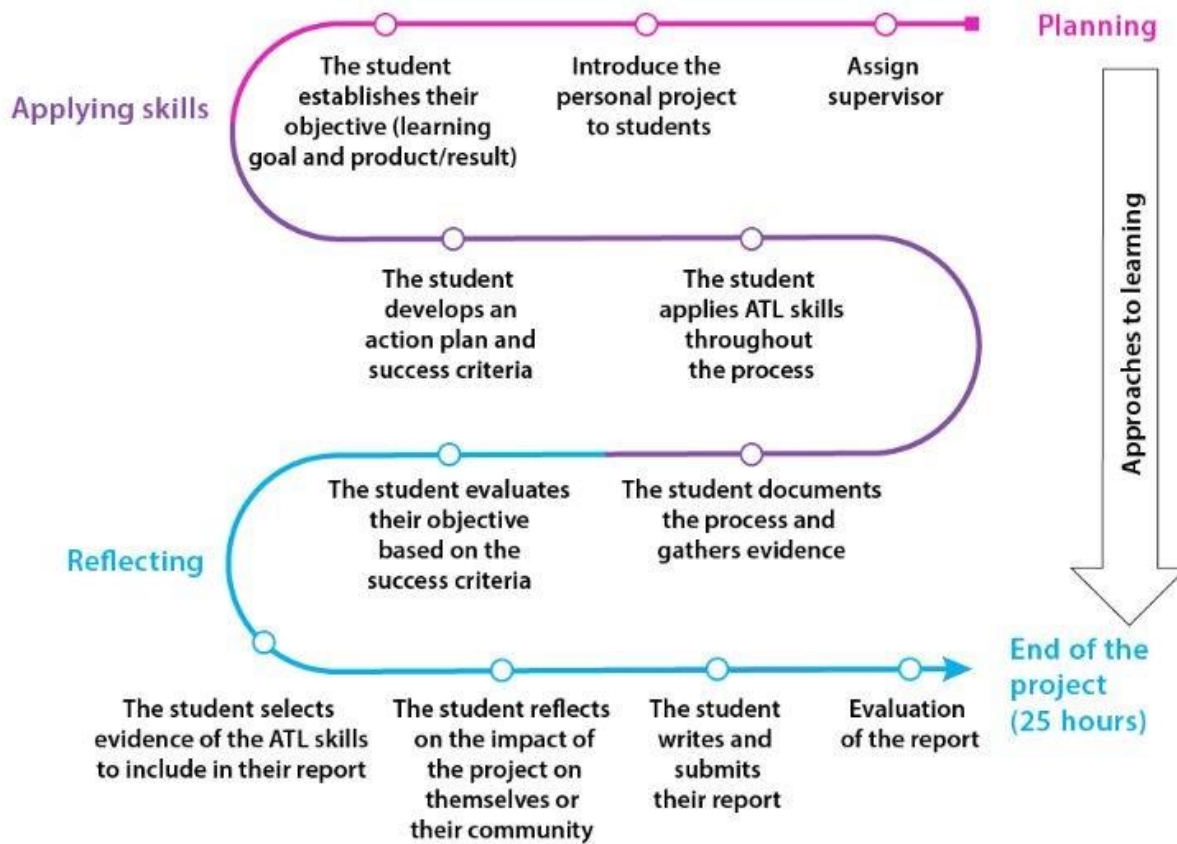 Planning
The student
establishes their
objective (learning
goal and product/result)
Introduce the
personal project
to students
Assign
supervisor
Applying skills
The student
develops an
action plan and
success criteria
The student
applies ATL skills
throughout
the process
Approaches to learning
The student evaluates
their objective
based on the
success criteria
The student documents
the process and
gathers evidence
Reflecting
The student selects
evidence of the ATL skills
to include in their report
The student reflects
on the impact of
the project on
themselves or
their community
The student
writes and
submits
their report
Evaluation
of the report
End of the
project
(25 hours)